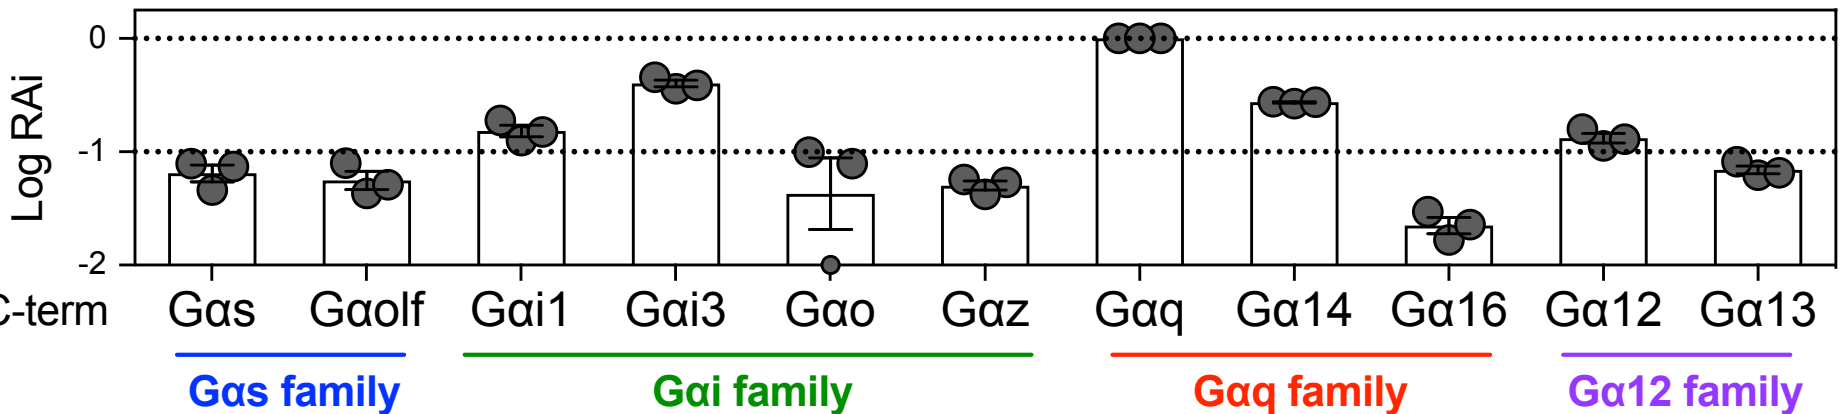 Log RAi
0
-1
-2
C-term Gαs Gαolf Gαi1 Gαi3 Gαo Gαz Gαq Gα14 Gα16 Gα12 Gα13
Gαs family Gαi family Gαq family Gα12 family